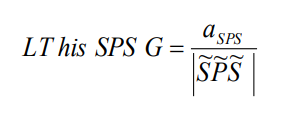 LT his SPS G = a_SPS / |S̃P̃S̃|